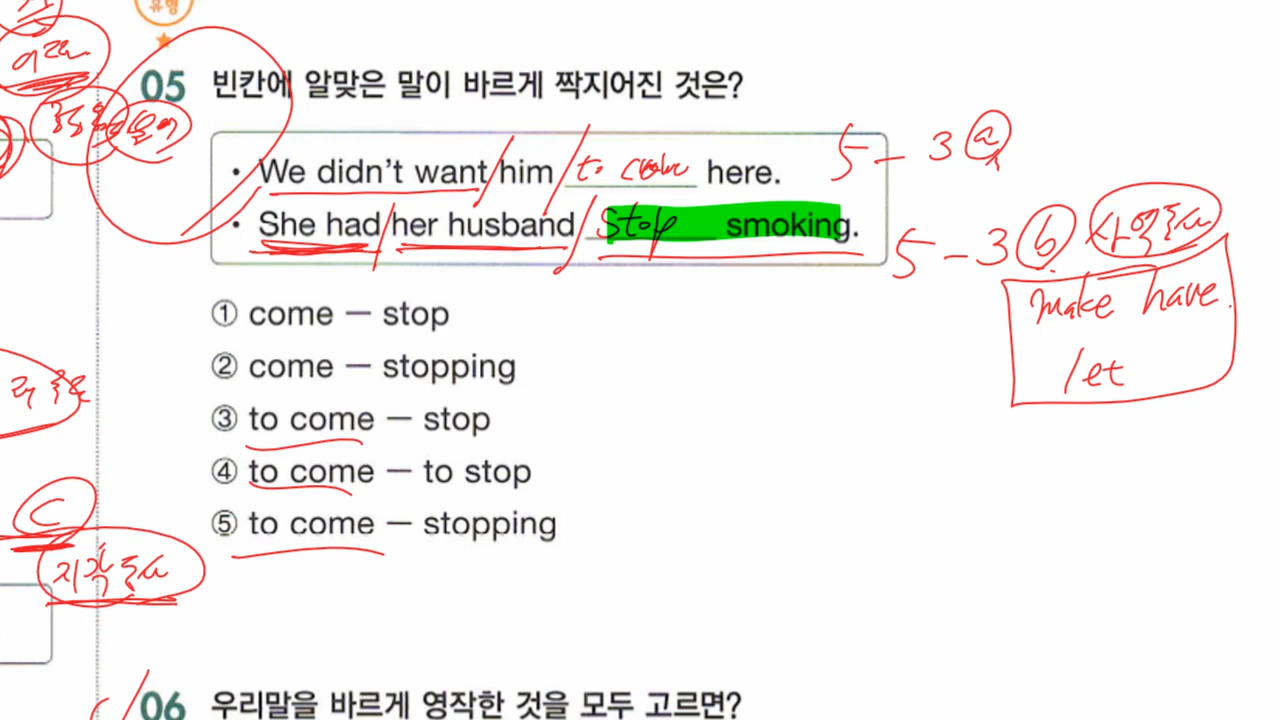 유형
05 빈칸에 알맞은 말이 바르게 짝지어진 것은?
• We didn't want him to come here.
5-3 ⓐ
• She had her husband stop smoking.
5-3 ⓑ 사역동사
make have
let
① come — stop
② come — stopping
③ to come — stop
④ to come — to stop
⑤ to come — stopping
C
지각동사
06 우리말을 바르게 영작한 것을 모두 고르면?